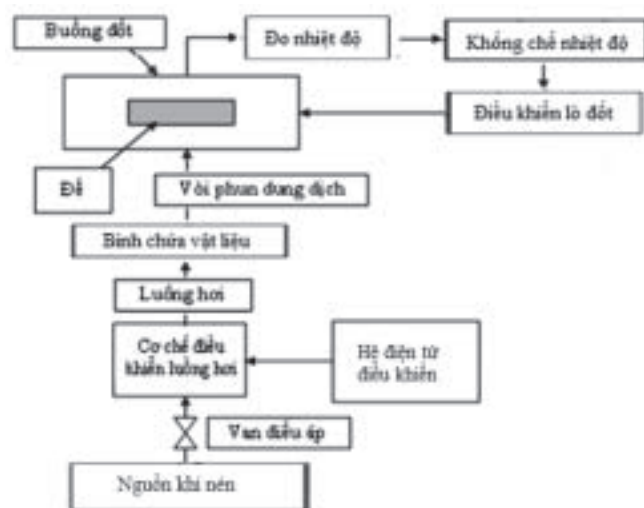 Buồng đốt
Đo nhiệt độ
Khống chế nhiệt độ
Điều khiển lò đốt
Đế
Vòi phun dung dịch
Bình chứa vật liệu
Luồng hơi
Cơ chế điều
khiển luồng hơi
Hệ điện tử
điều khiển
Van điều áp
Nguồn khí nén